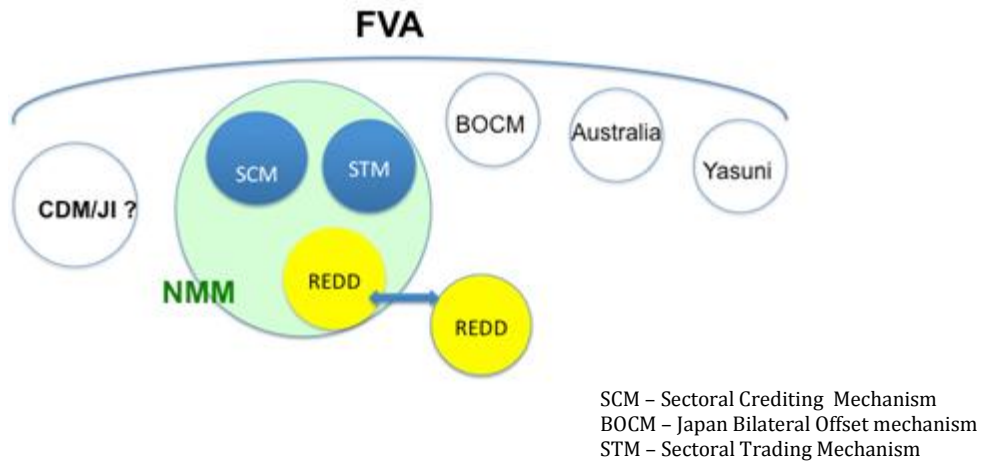 FVA
BOCM
Australia
SCM
STM
Yasuni
CDM/JI ?
REDD
NMM
REDD
SCM – Sectoral Crediting Mechanism
BOCM – Japan Bilateral Offset mechanism
STM – Sectoral Trading Mechanism